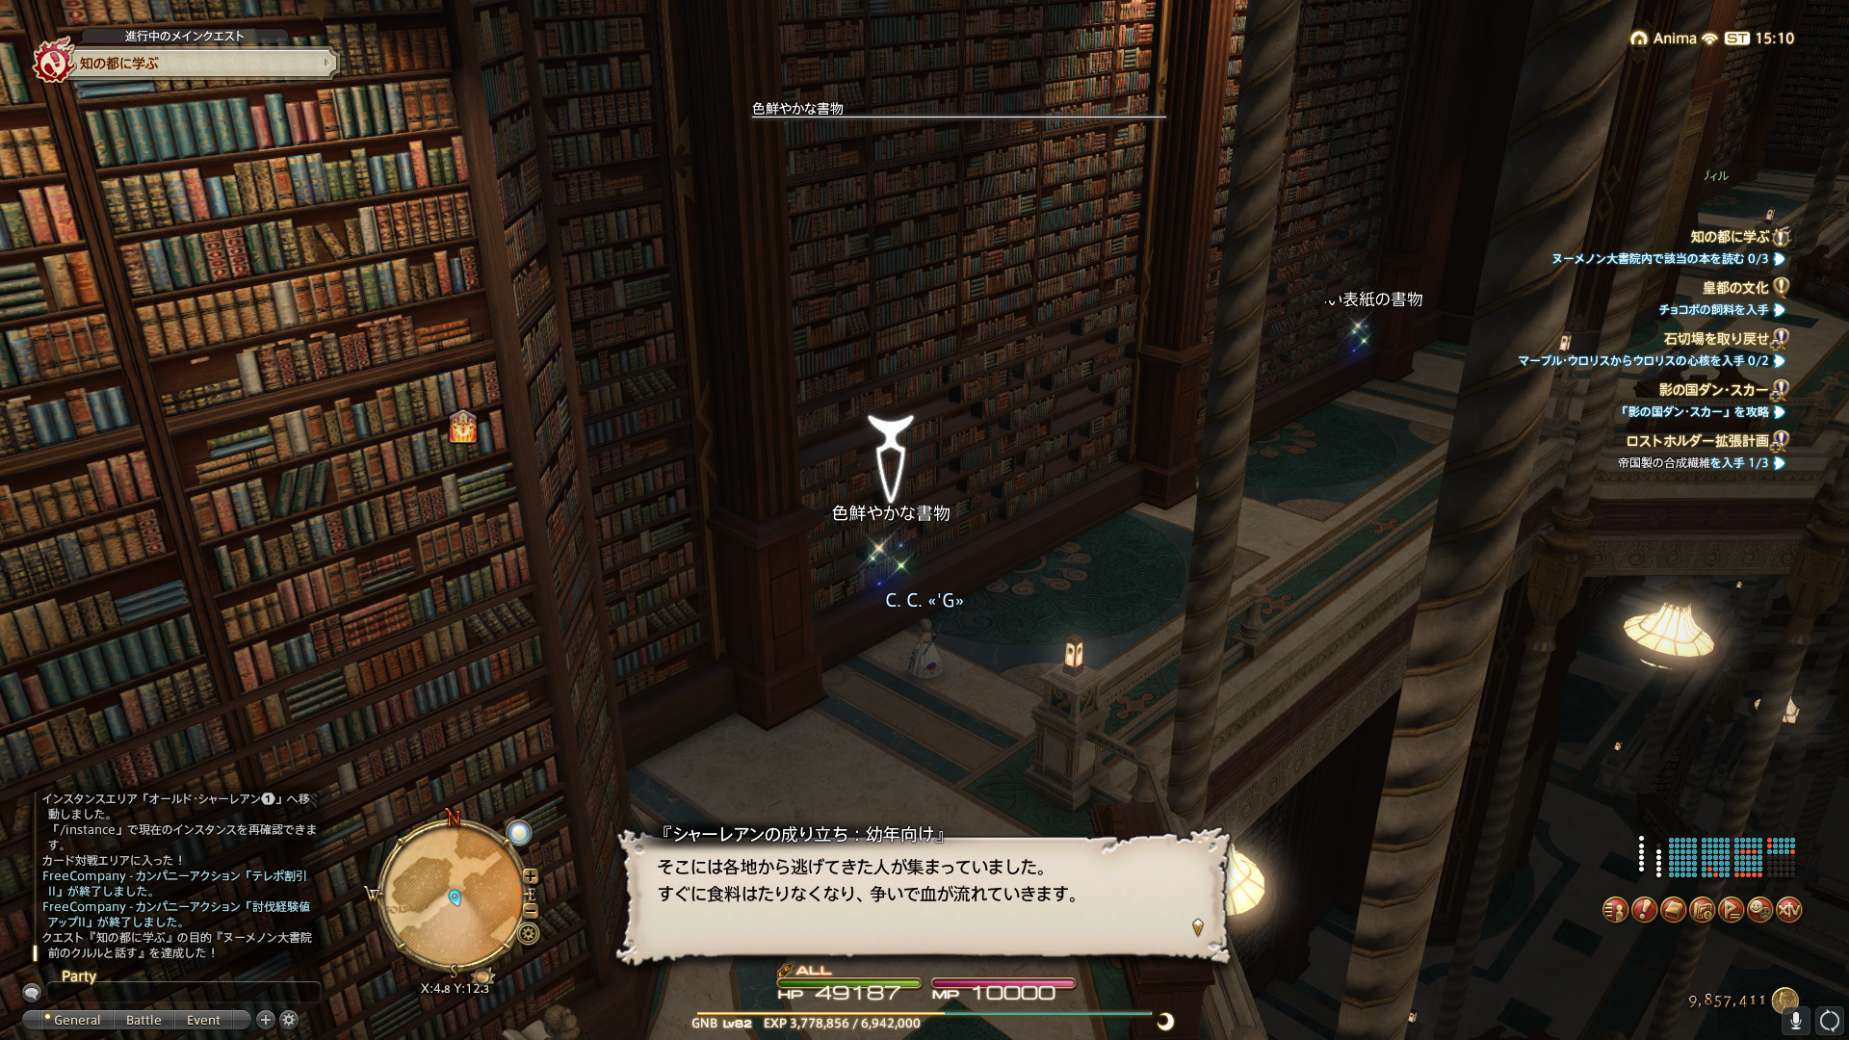 進行中のメインクエスト
知の都に学ぶ
Anima ST 15:10
色鮮やかな書物
知の都に学ぶ
ヌーメノン大書院内で該当の本を読む 0/3
皇都の文化
チョコボの飼料を入手
石切場を取り戻せ
マーブル・ウロリスからウロリスの心核を入手 0/2
影の国ダン・スカー
「影の国ダン・スカー」を攻略
ロストホルダー拡張計画
帝国製の合成繊維を入手 1/3
い表紙の書物
色鮮やかな書物
C. C. «'G»
インスタンスエリア「オールド・シャーレアン1」へ移
動しました。
「/instance」で現在のインスタンスを再確認できま
す。
カード対戦エリアに入った！
FreeCompany - カンパニーアクション「テレポ割引
II」が終了しました。
FreeCompany - カンパニーアクション「討伐経験値
アップII」が終了しました。
クエスト『知の都に学ぶ』の目的『ヌーメノン大書院
前のクルルと話す』を達成した！
Party
General Battle Event
N
W
E
S
X:4.8 Y:12.3
『シャーレアンの成り立ち：幼年向け』
そこには各地から逃げてきた人が集まっていました。
すぐに食料はたりなくなり、争いで血が流れていきます。
ALL
HP 49187 MP 10000
GNB Lv82 EXP 3,778,856 / 6,942,000
XIV
9,857,411